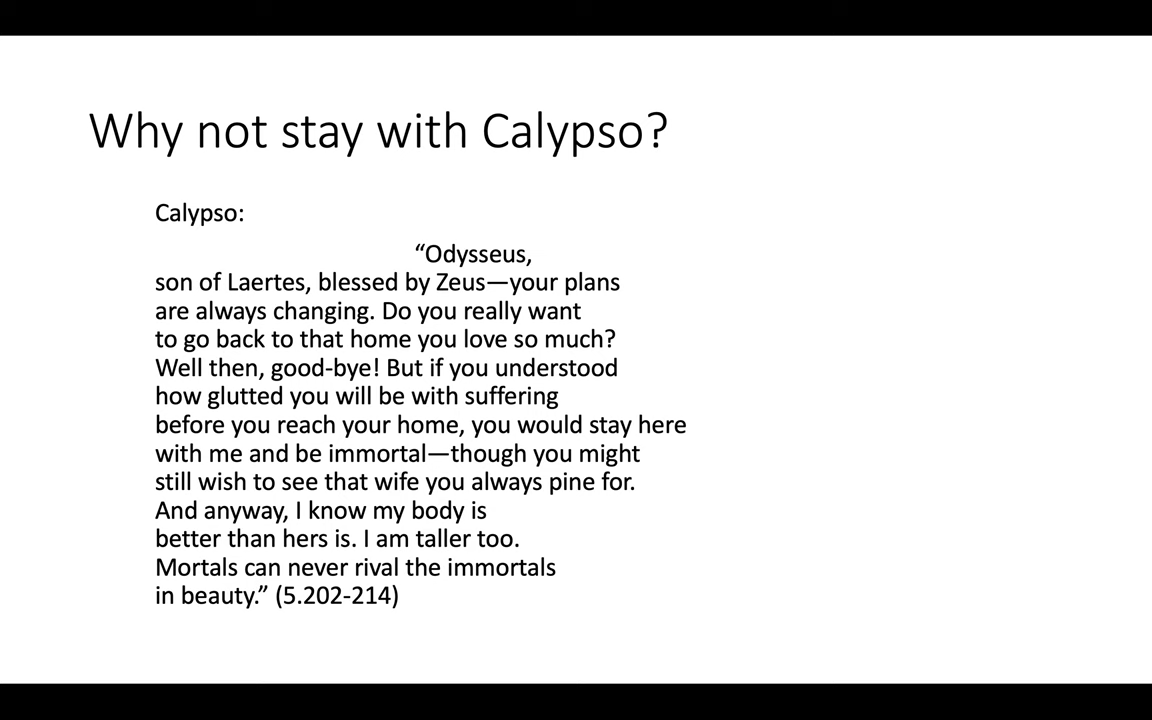 Why not stay with Calypso?
Calypso:
“Odysseus,
son of Laertes, blessed by Zeus—your plans
are always changing. Do you really want
to go back to that home you love so much?
Well then, good-bye! But if you understood
how glutted you will be with suffering
before you reach your home, you would stay here
with me and be immortal—though you might
still wish to see that wife you always pine for.
And anyway, I know my body is
better than hers is. I am taller too.
Mortals can never rival the immortals
in beauty.” (5.202-214)